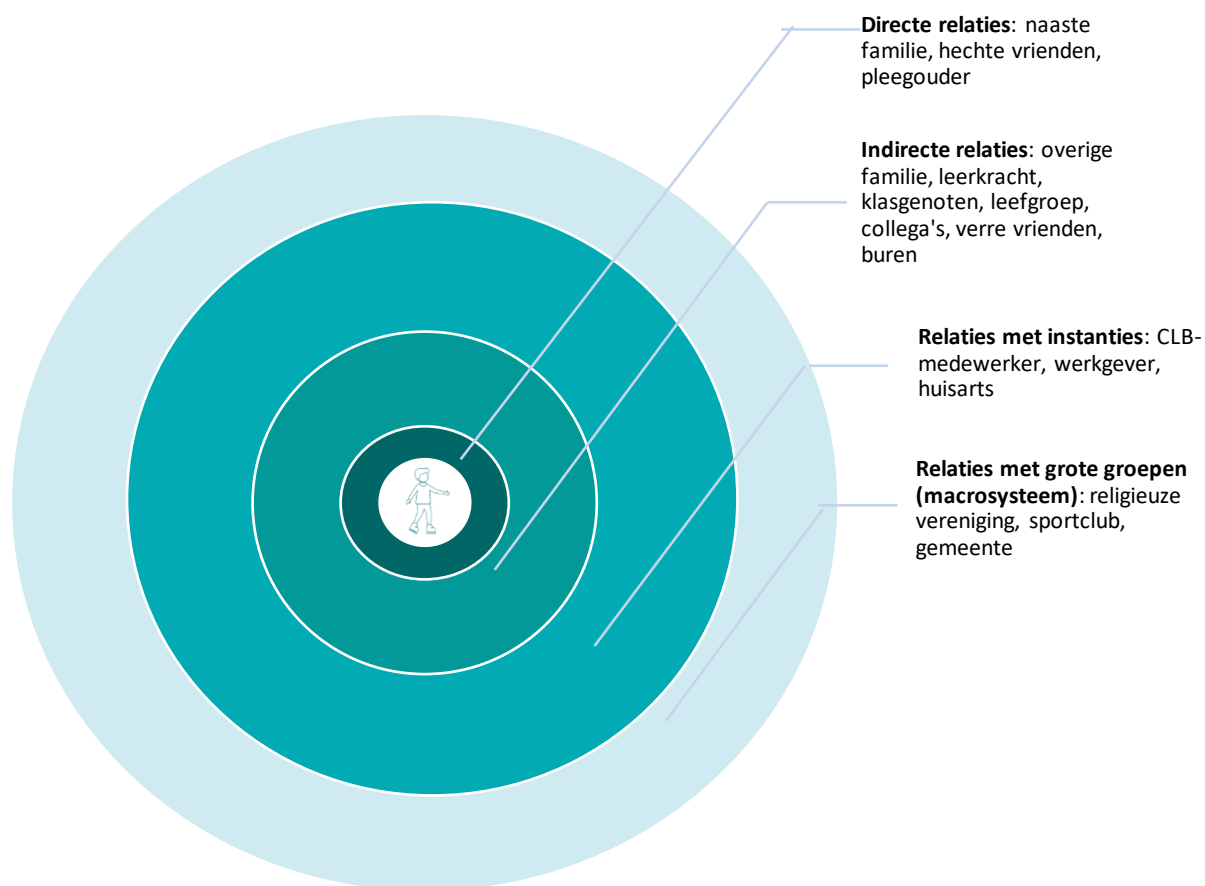 Directe relaties: naaste
familie, hechte vrienden,
pleegouder
Indirecte relaties: overige
familie, leerkracht,
klasgenoten, leefgroep,
collega's, verre vrienden,
buren
Relaties met instanties: CLB-
medewerker, werkgever,
huisarts
Relaties met grote groepen
(macrosysteem): religieuze
vereniging, sportclub,
gemeente